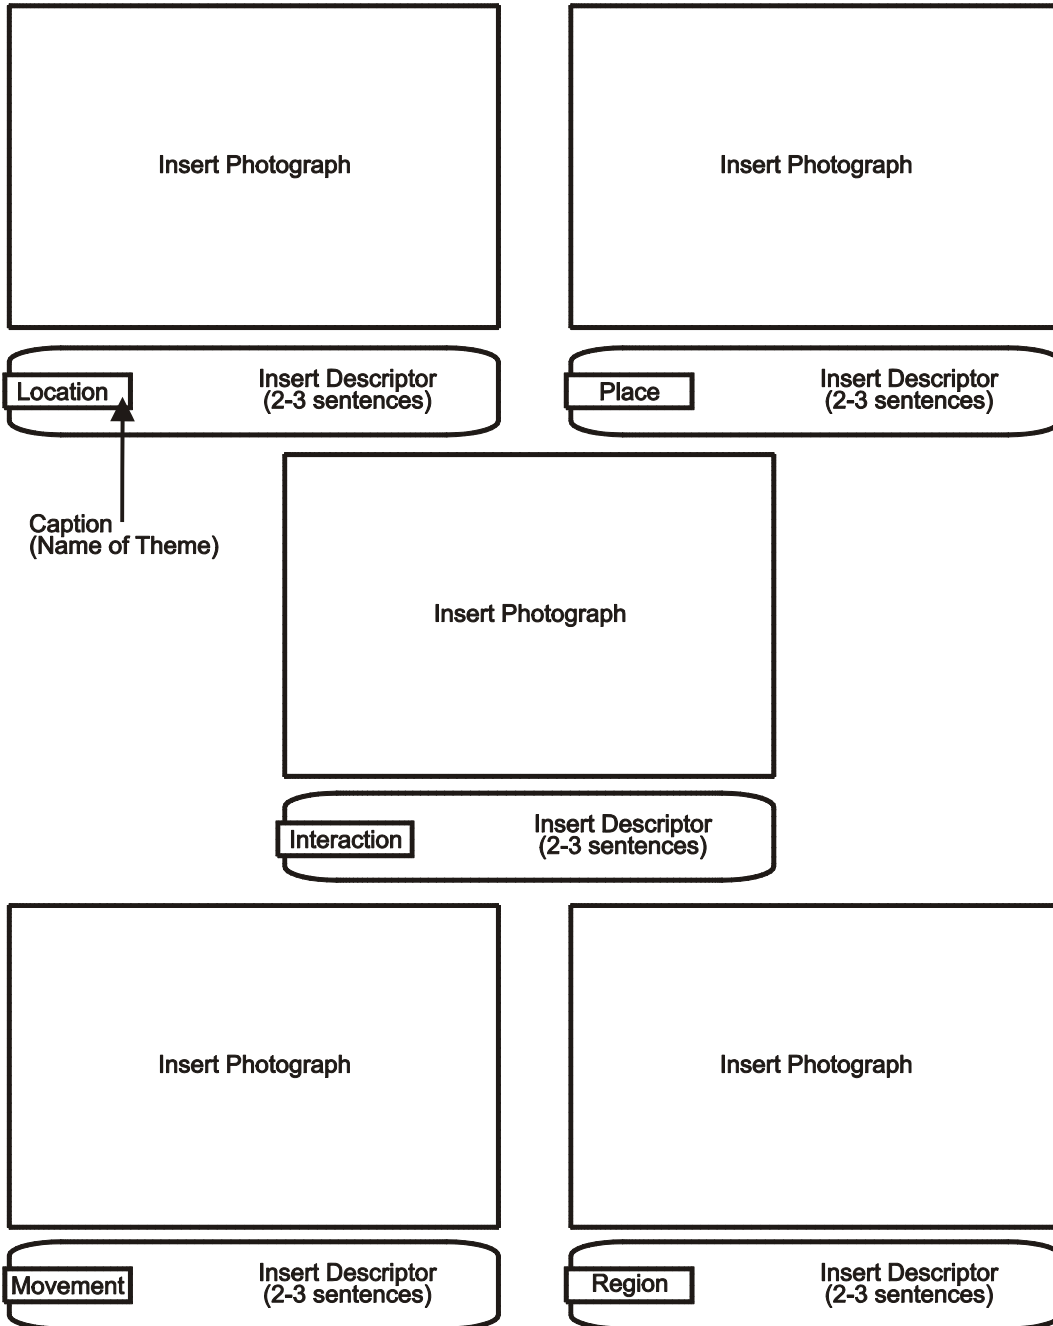 Insert Photograph
Insert Photograph
Location
Insert Descriptor
(2-3 sentences)
Place
Insert Descriptor
(2-3 sentences)
Caption
(Name of Theme)
Insert Photograph
Interaction
Insert Descriptor
(2-3 sentences)
Insert Photograph
Insert Photograph
Movement
Insert Descriptor
(2-3 sentences)
Region
Insert Descriptor
(2-3 sentences)